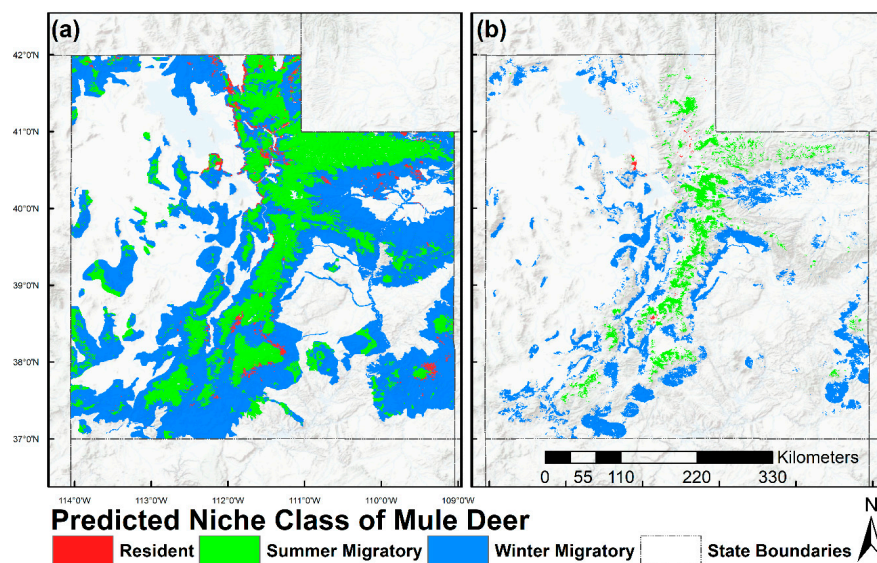 (a)
(b)
42°0'N
41°0'N
40°0'N
39°0'N
38°0'N
37°0'N
114°0'W 113°0'W 112°0'W 111°0'W 110°0'W 109°0'W
Kilometers
0 55 110 220 330
Predicted Niche Class of Mule Deer
N
Resident Summer Migratory Winter Migratory State Boundaries